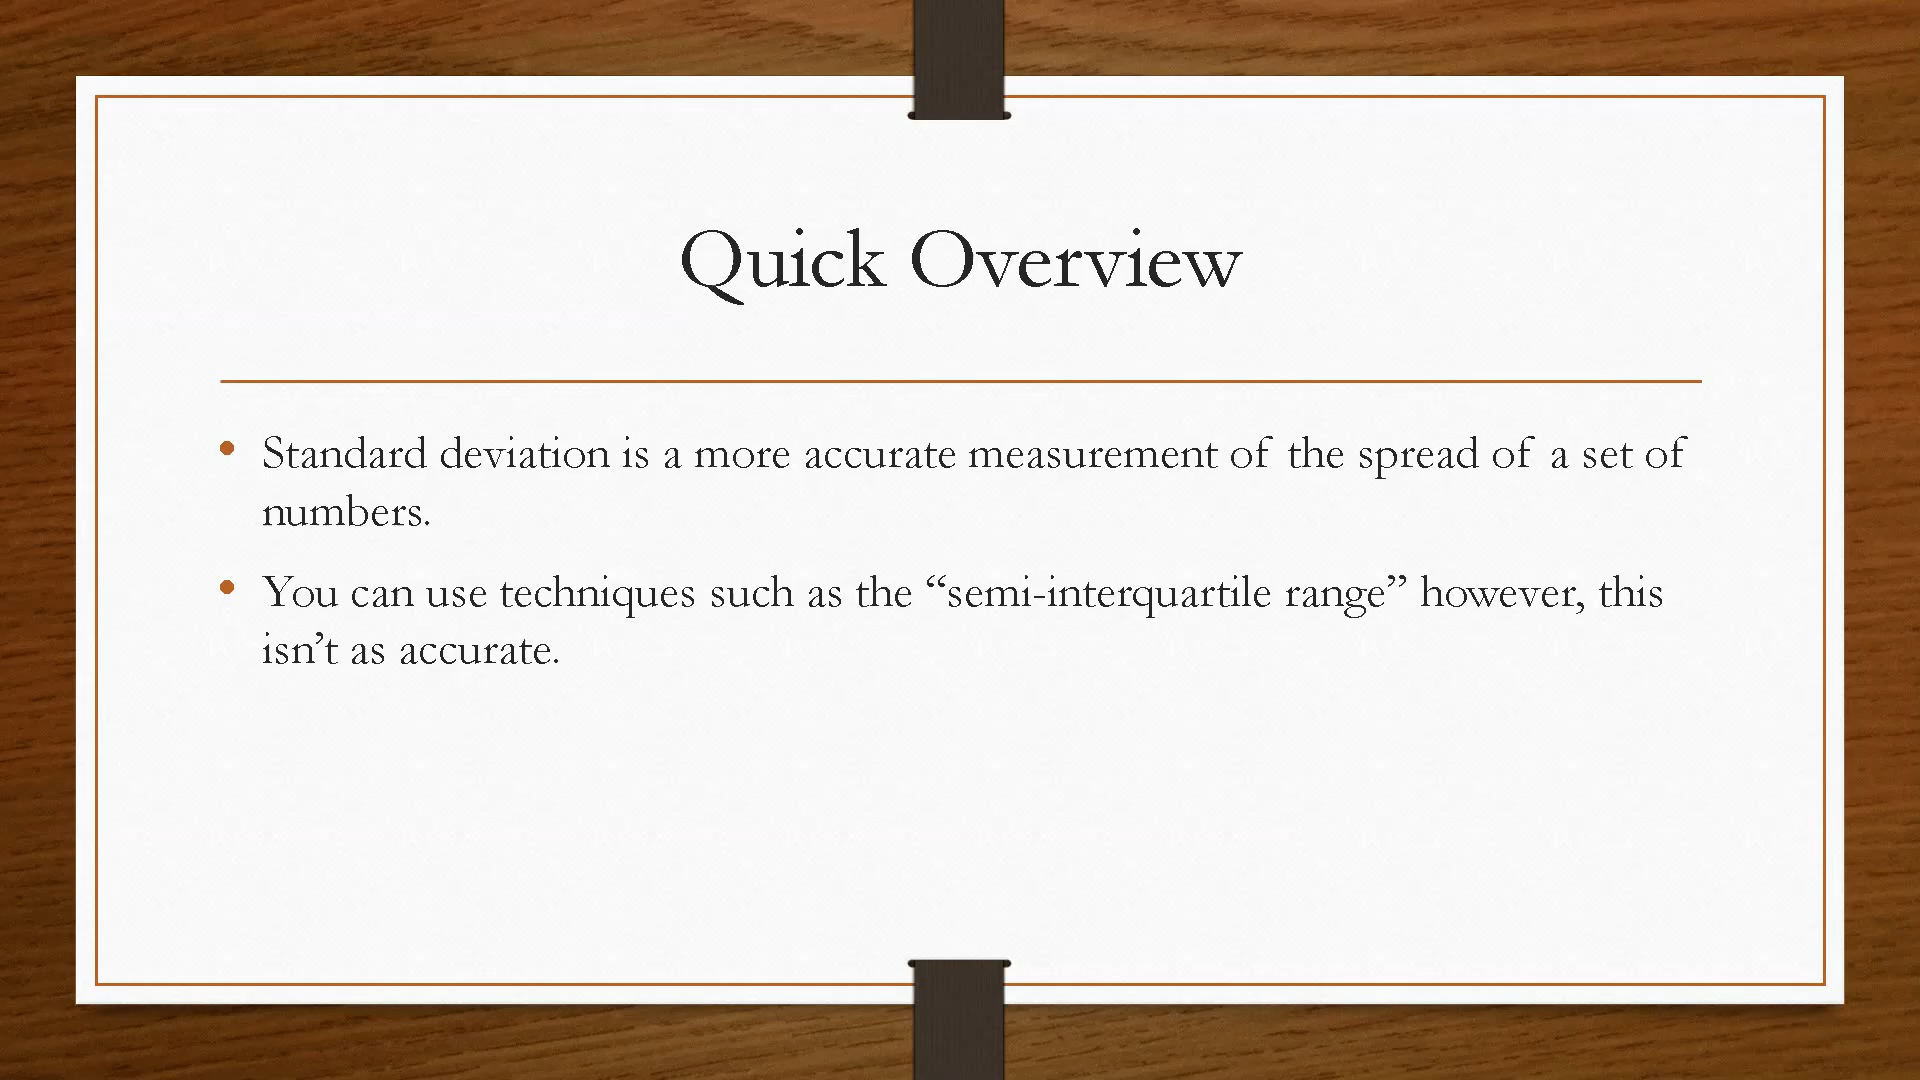 Quick Overview
• Standard deviation is a more accurate measurement of the spread of a set of
numbers.
• You can use techniques such as the “semi-interquartile range” however, this
isn’t as accurate.